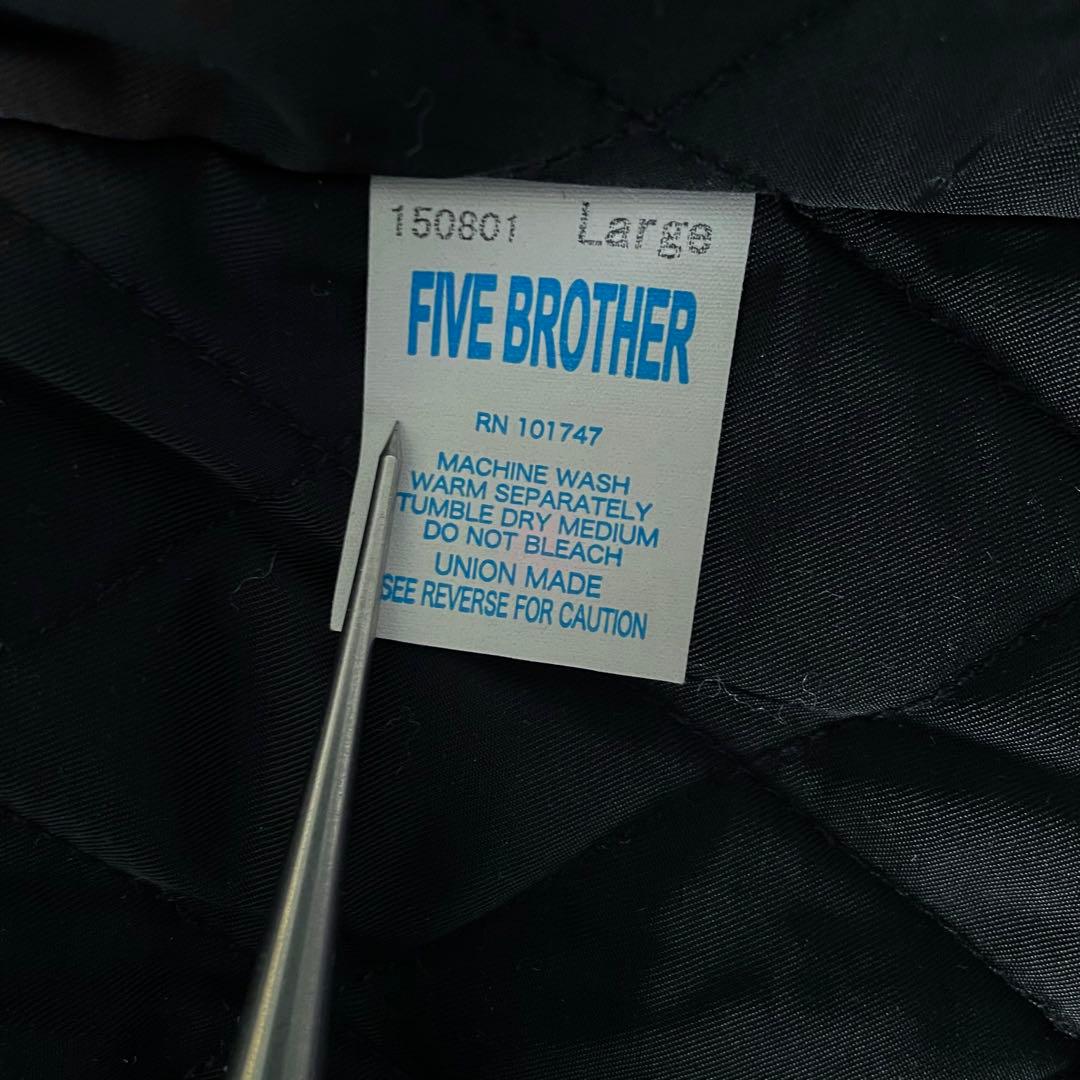 150801 Large
FIVE BROTHER
RN 101747
MACHINE WASH
WARM SEPARATELY
TUMBLE DRY MEDIUM
DO NOT BLEACH
UNION MADE
SEE REVERSE FOR CAUTION